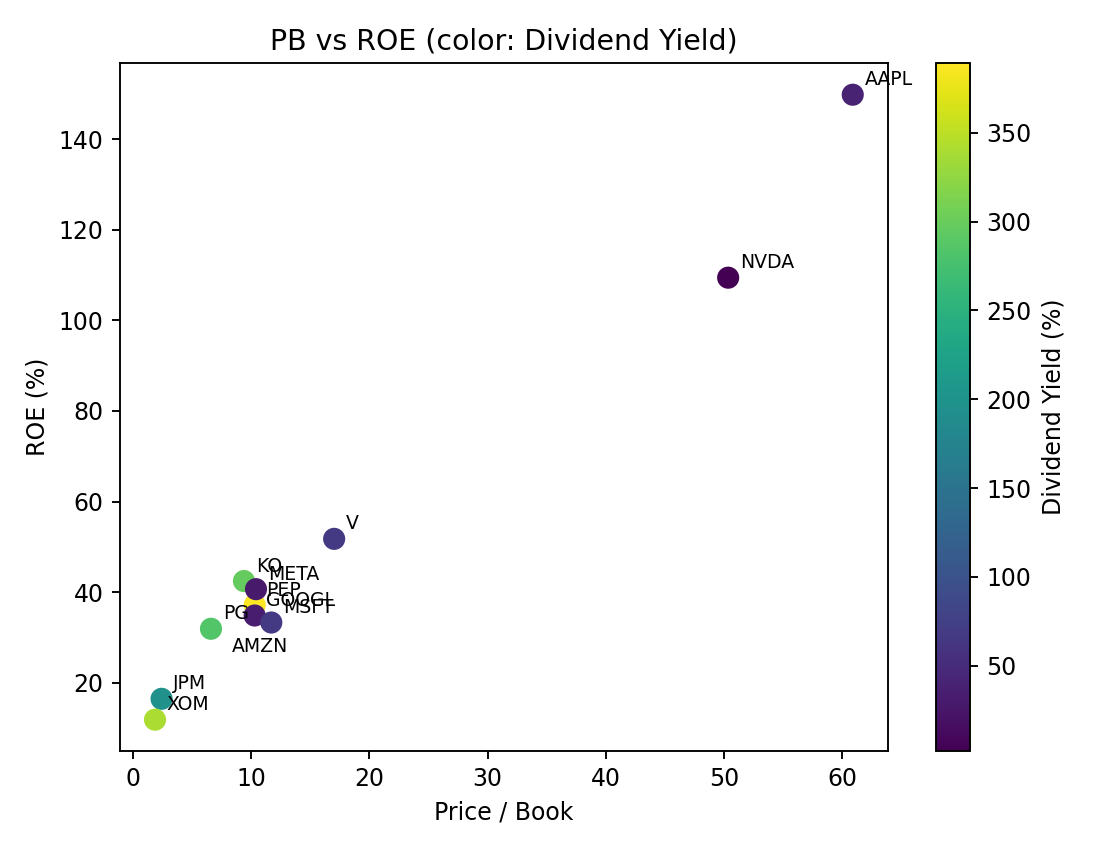 PB vs ROE (color: Dividend Yield)
AAPL
NVDA
V
KO
META
PEP
GOOGL
MSFT
PG
AMZN
JPM
XOM
ROE (%)
140
120
100
80
60
40
20
0
10
20
30
40
50
60
Price / Book
350
300
250
200
150
100
50
Dividend Yield (%)